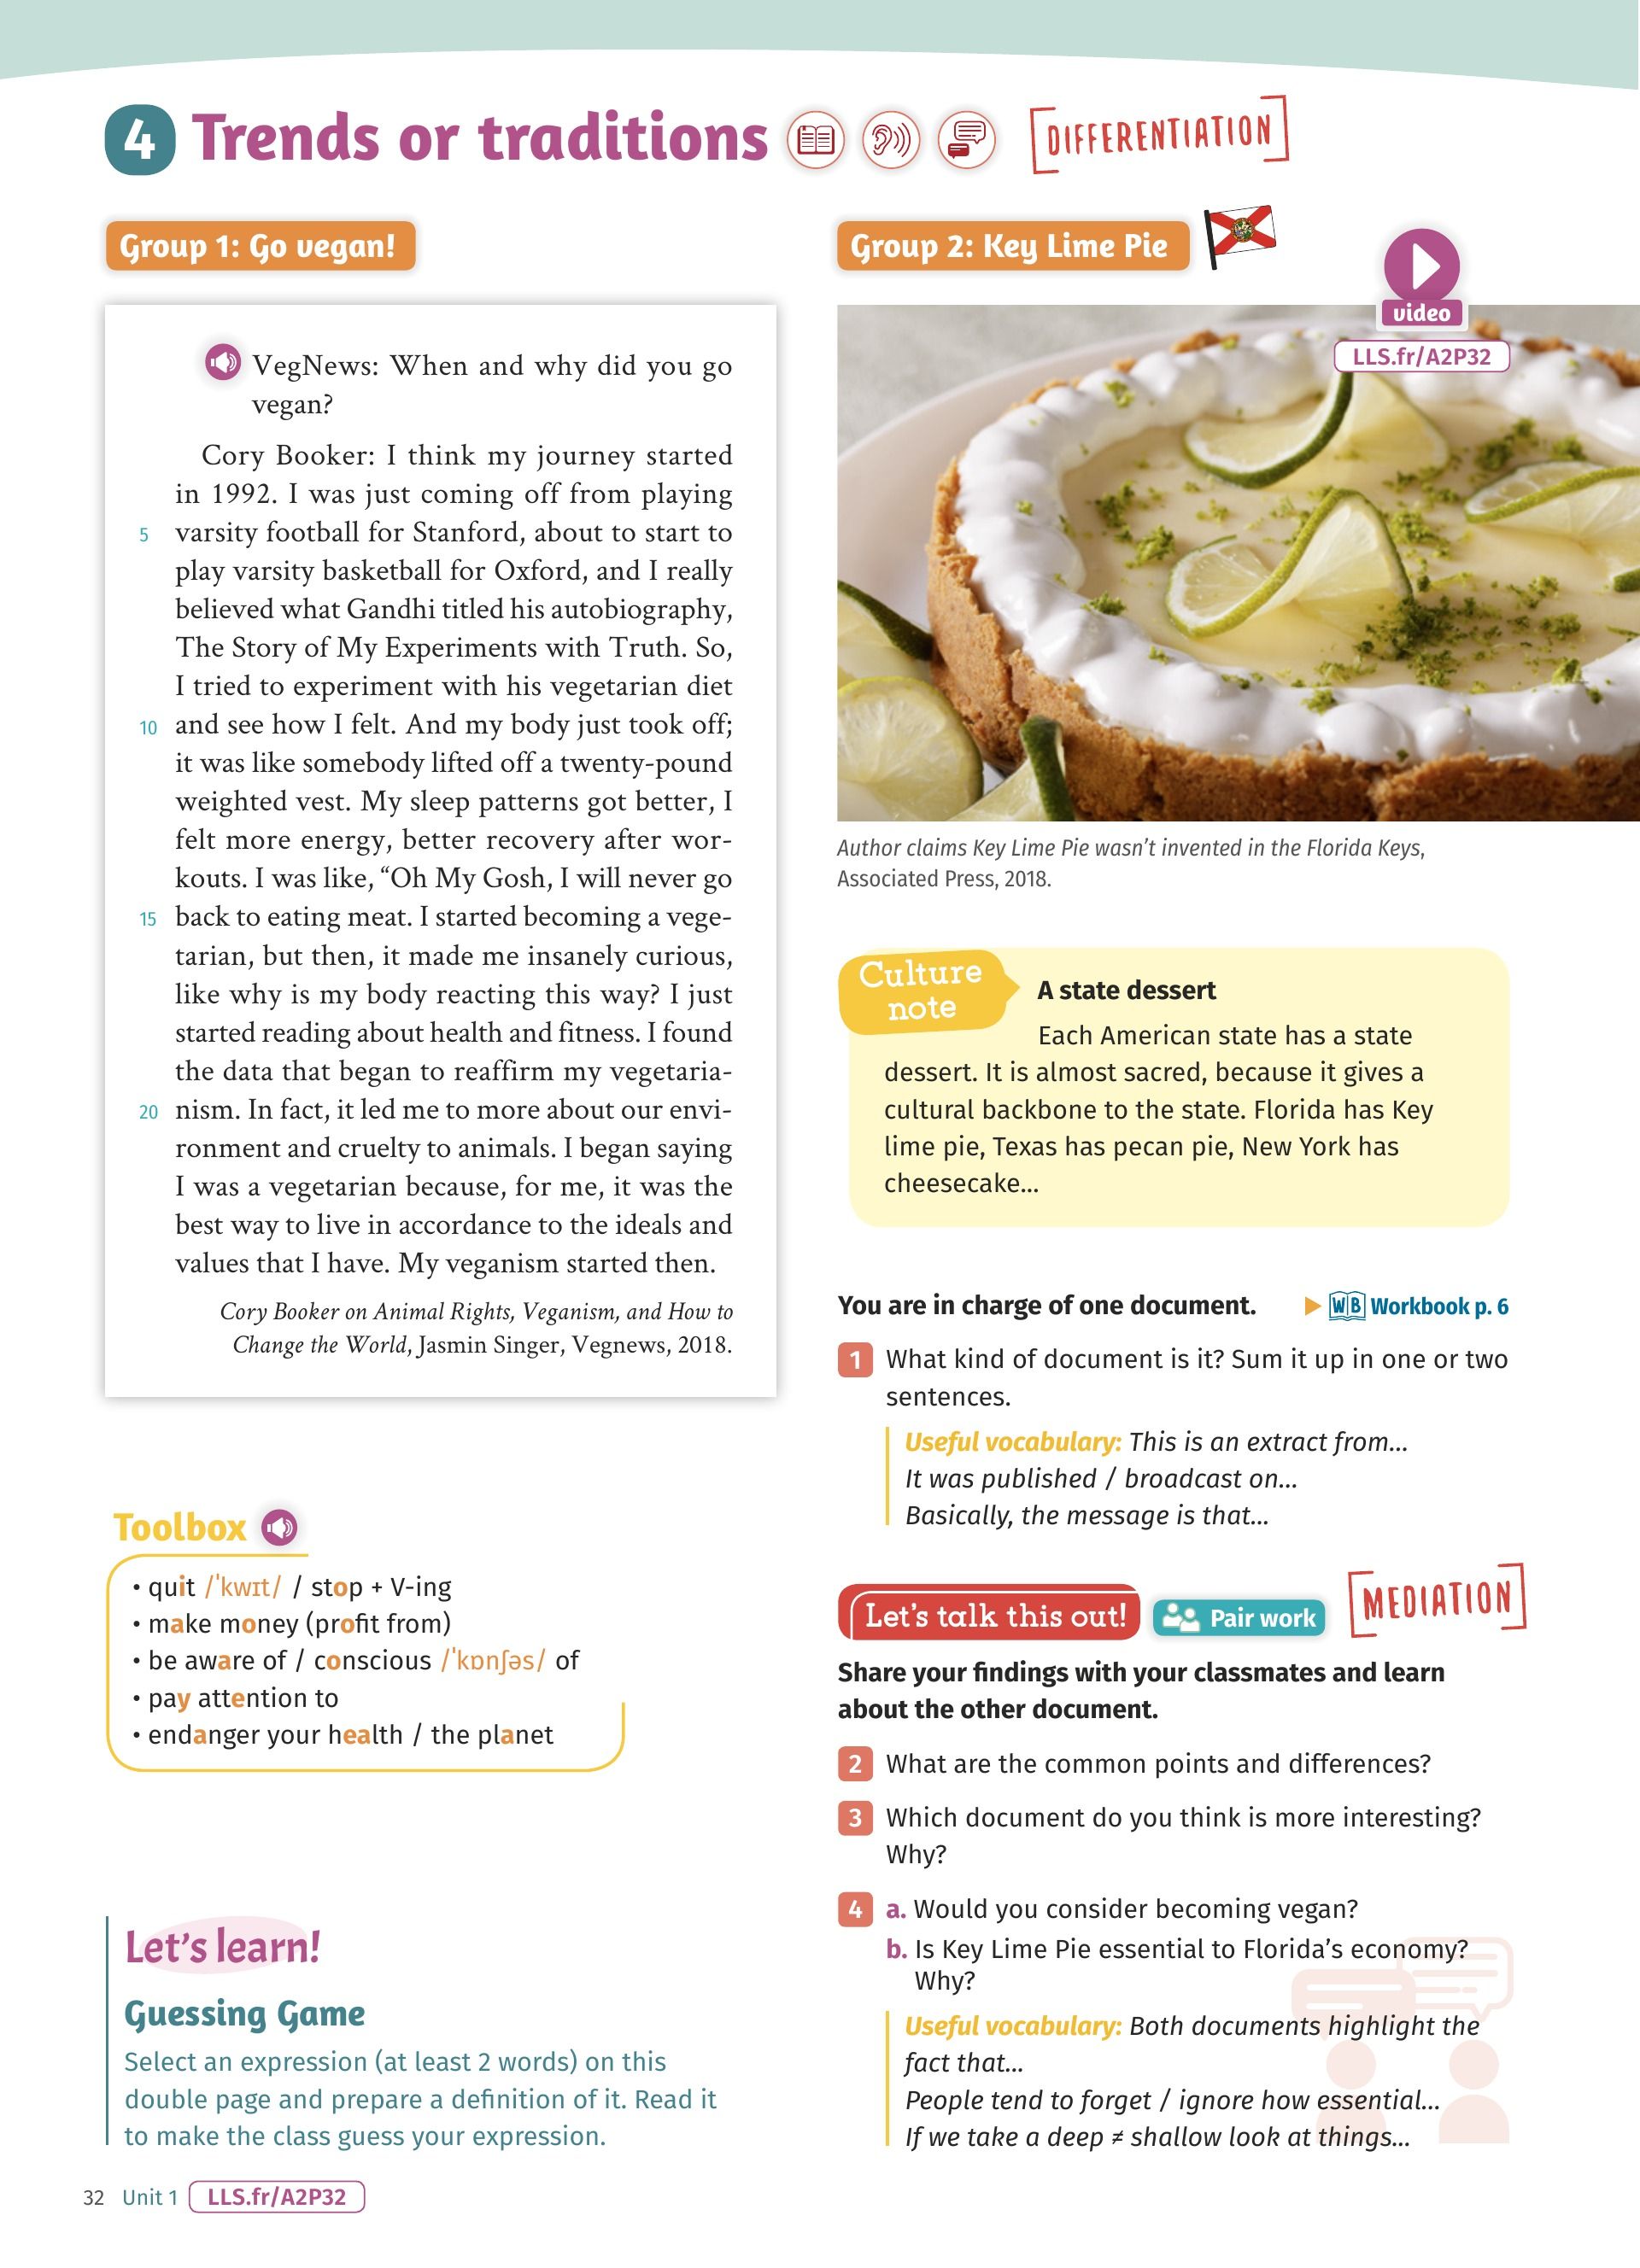 4 Trends or traditions
DIFFERENTIATION
Group 1: Go vegan!
VegNews: When and why did you go
vegan?
Cory Booker: I think my journey started
in 1992. I was just coming off from playing
5 varsity football for Stanford, about to start to
play varsity basketball for Oxford, and I really
believed what Gandhi titled his autobiography,
The Story of My Experiments with Truth. So,
I tried to experiment with his vegetarian diet
10 and see how I felt. And my body just took off;
it was like somebody lifted off a twenty-pound
weighted vest. My sleep patterns got better, I
felt more energy, better recovery after wor-
kouts. I was like, “Oh My Gosh, I will never go
15 back to eating meat. I started becoming a vege-
tarian, but then, it made me insanely curious,
like why is my body reacting this way? I just
started reading about health and fitness. I found
the data that began to reaffirm my vegetaria-
20 nism. In fact, it led me to more about our envi-
ronment and cruelty to animals. I began saying
I was a vegetarian because, for me, it was the
best way to live in accordance to the ideals and
values that I have. My veganism started then.
Cory Booker on Animal Rights, Veganism, and How to
Change the World, Jasmin Singer, Vegnews, 2018.
Toolbox
• quit /ˈkwɪt/ / stop + V-ing
• make money (profit from)
• be aware of / conscious /ˈkɒnʃəs/ of
• pay attention to
• endanger your health / the planet
Let’s learn!
Guessing Game
Select an expression (at least 2 words) on this
double page and prepare a definition of it. Read it
to make the class guess your expression.
Group 2: Key Lime Pie
video
LLS.fr/A2P32
Author claims Key Lime Pie wasn’t invented in the Florida Keys,
Associated Press, 2018.
Culture
note
A state dessert
Each American state has a state
dessert. It is almost sacred, because it gives a
cultural backbone to the state. Florida has Key
lime pie, Texas has pecan pie, New York has
cheesecake...
You are in charge of one document.
WB Workbook p. 6
1 What kind of document is it? Sum it up in one or two
sentences.
Useful vocabulary: This is an extract from...
It was published / broadcast on...
Basically, the message is that...
Let’s talk this out!
Pair work
MEDIATION
Share your findings with your classmates and learn
about the other document.
2 What are the common points and differences?
3 Which document do you think is more interesting?
Why?
4 a. Would you consider becoming vegan?
b. Is Key Lime Pie essential to Florida’s economy?
Why?
Useful vocabulary: Both documents highlight the
fact that...
People tend to forget / ignore how essential...
If we take a deep ≠ shallow look at things...
32 Unit 1 LLS.fr/A2P32